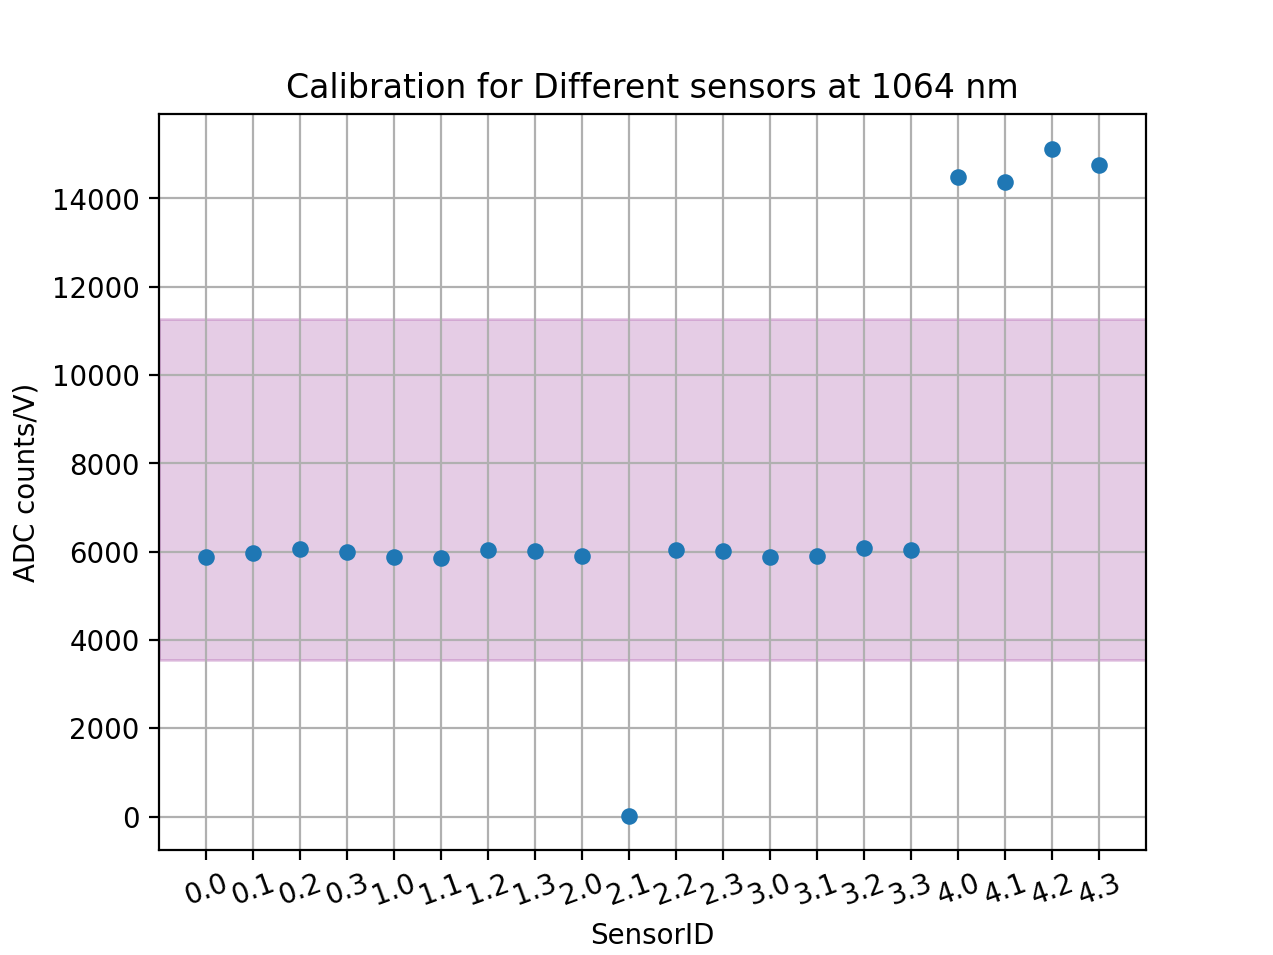 Calibration for Different sensors at 1064 nm
ADC counts/V)
14000
12000
10000
8000
6000
4000
2000
0
0.0 0.1 0.2 0.3 1.0 1.1 1.2 1.3 2.0 2.1 2.2 2.3 3.0 3.1 3.2 3.3 4.0 4.1 4.2 4.3
SensorID